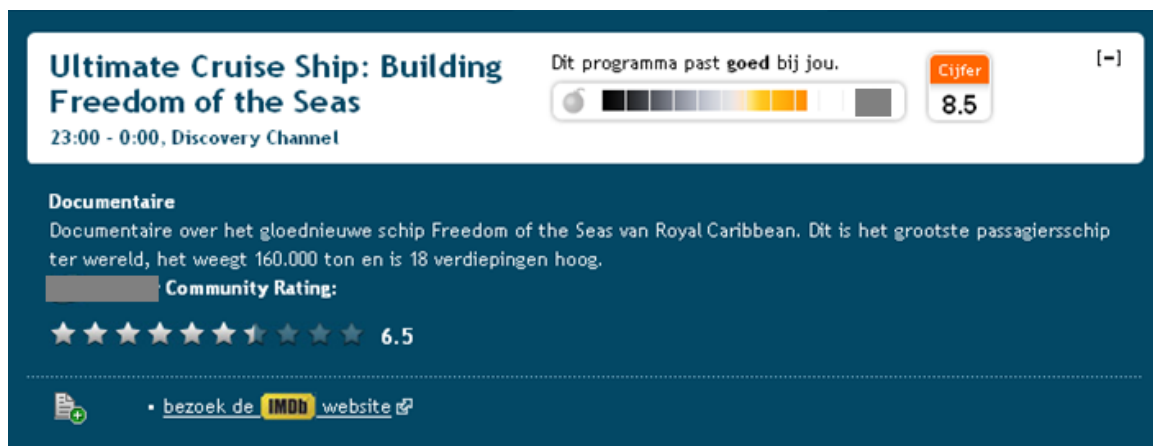 Ultimate Cruise Ship: Building
Freedom of the Seas
23:00 - 0:00, Discovery Channel
Dit programma past goed bij jou.
Cijfer
8.5
[-]
Documentaire
Documentaire over het gloednieuwe schip Freedom of the Seas van Royal Caribbean. Dit is het grootste passagiersschip
ter wereld, het weegt 160.000 ton en is 18 verdiepingen hoog.
Community Rating:
6.5
• bezoek de IMDb website